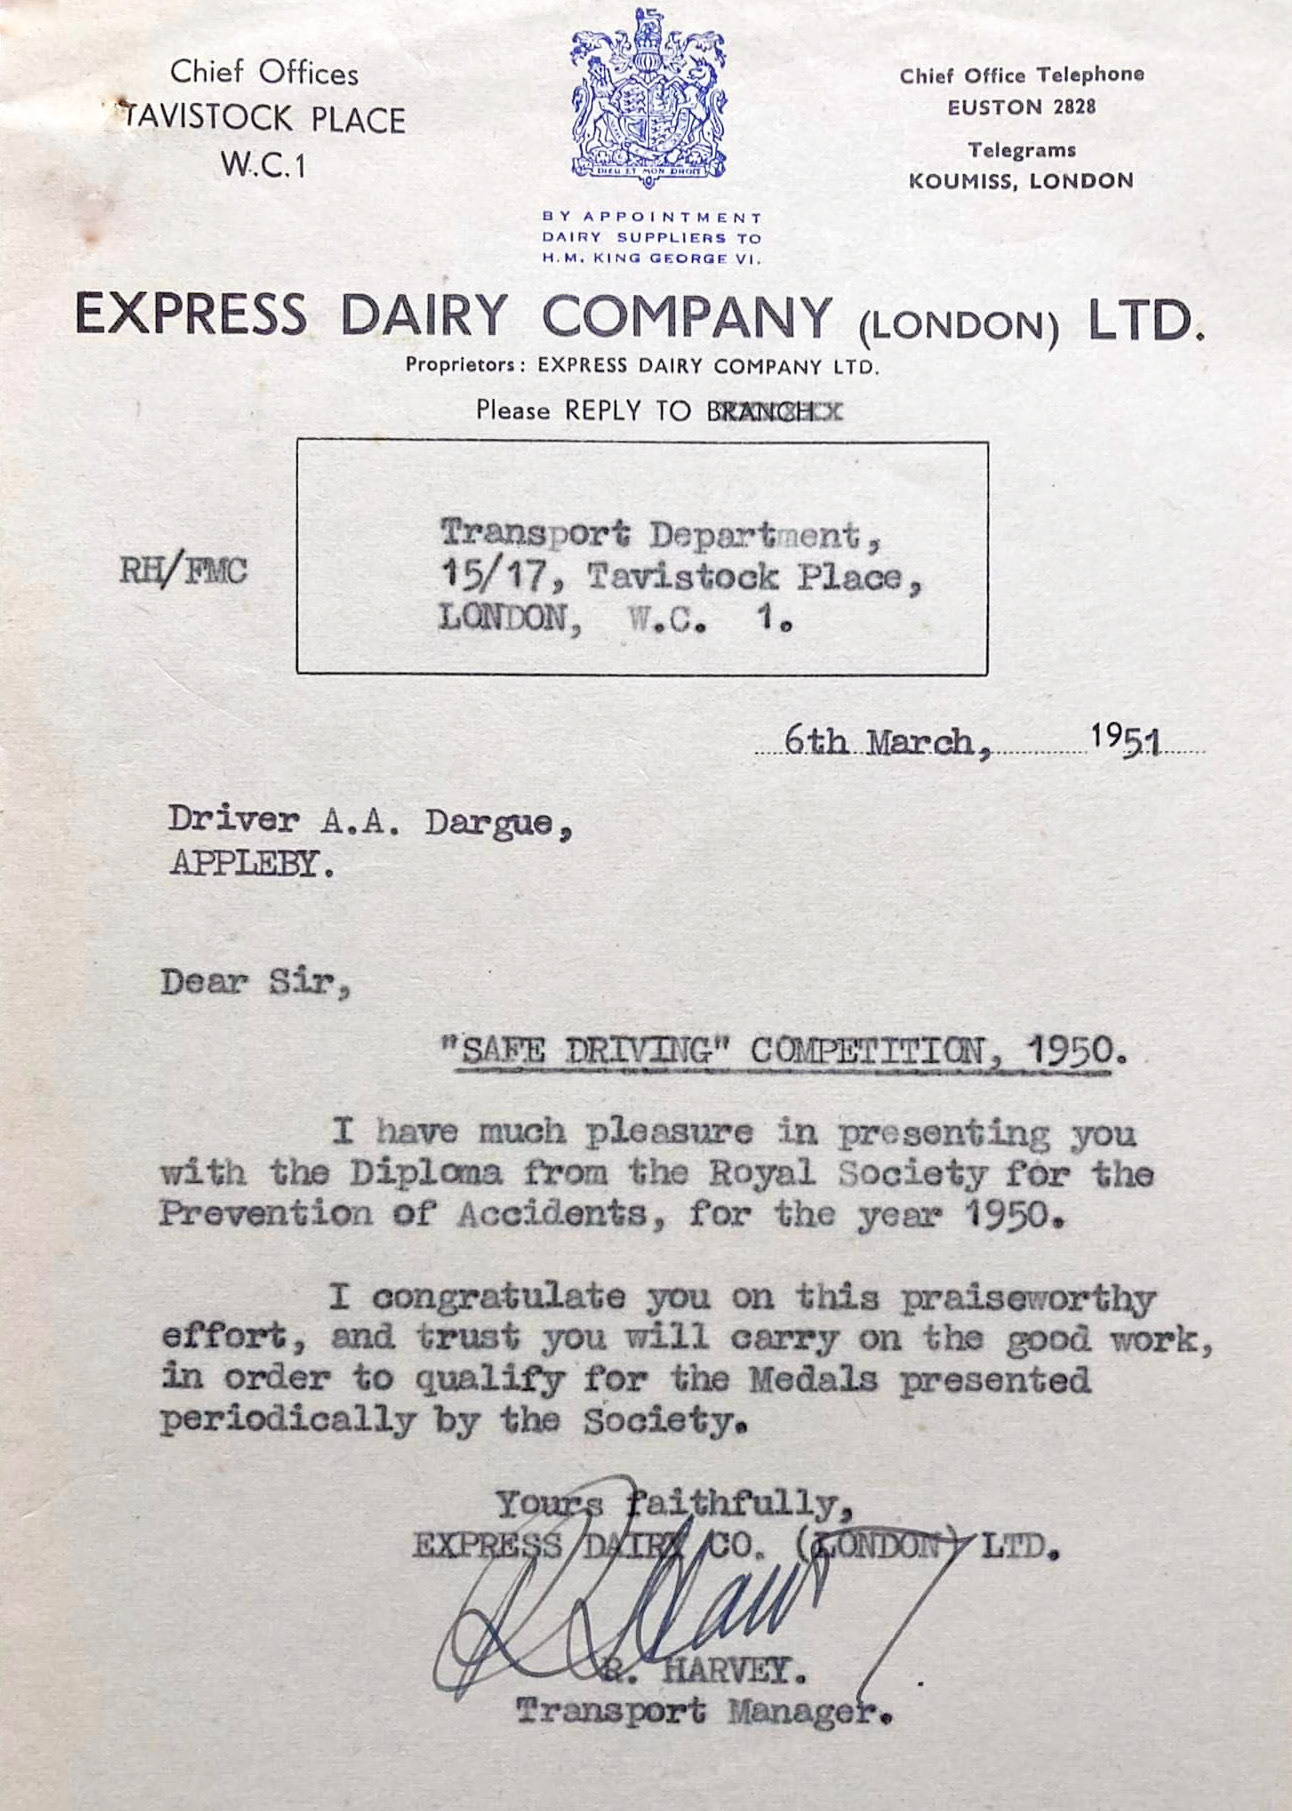 Chief Offices
TAVISTOCK PLACE
W.C.1
DIEU ET MON DROIT
BY APPOINTMENT
DAIRY SUPPLIERS TO
H.M. KING GEORGE VI.
Chief Office Telephone
EUSTON 2828
Telegrams
KOUMISS, LONDON
EXPRESS DAIRY COMPANY (LONDON) LTD.
Proprietors: EXPRESS DAIRY COMPANY LTD.
Please REPLY TO BRANCH
RH/FMC
Transport Department,
15/17, Tavistock Place,
LONDON, W.C. 1.
6th March, 1951
Driver A.A. Dargue,
APPLEBY.
Dear Sir,
"SAFE DRIVING" COMPETITION, 1950.
I have much pleasure in presenting you
with the Diploma from the Royal Society for the
Prevention of Accidents, for the year 1950.
I congratulate you on this praiseworthy
effort, and trust you will carry on the good work,
in order to qualify for the Medals presented
periodically by the Society.
Yours faithfully,
EXPRESS DAIRY CO. (LONDON) LTD.
R. HARVEY.
Transport Manager.